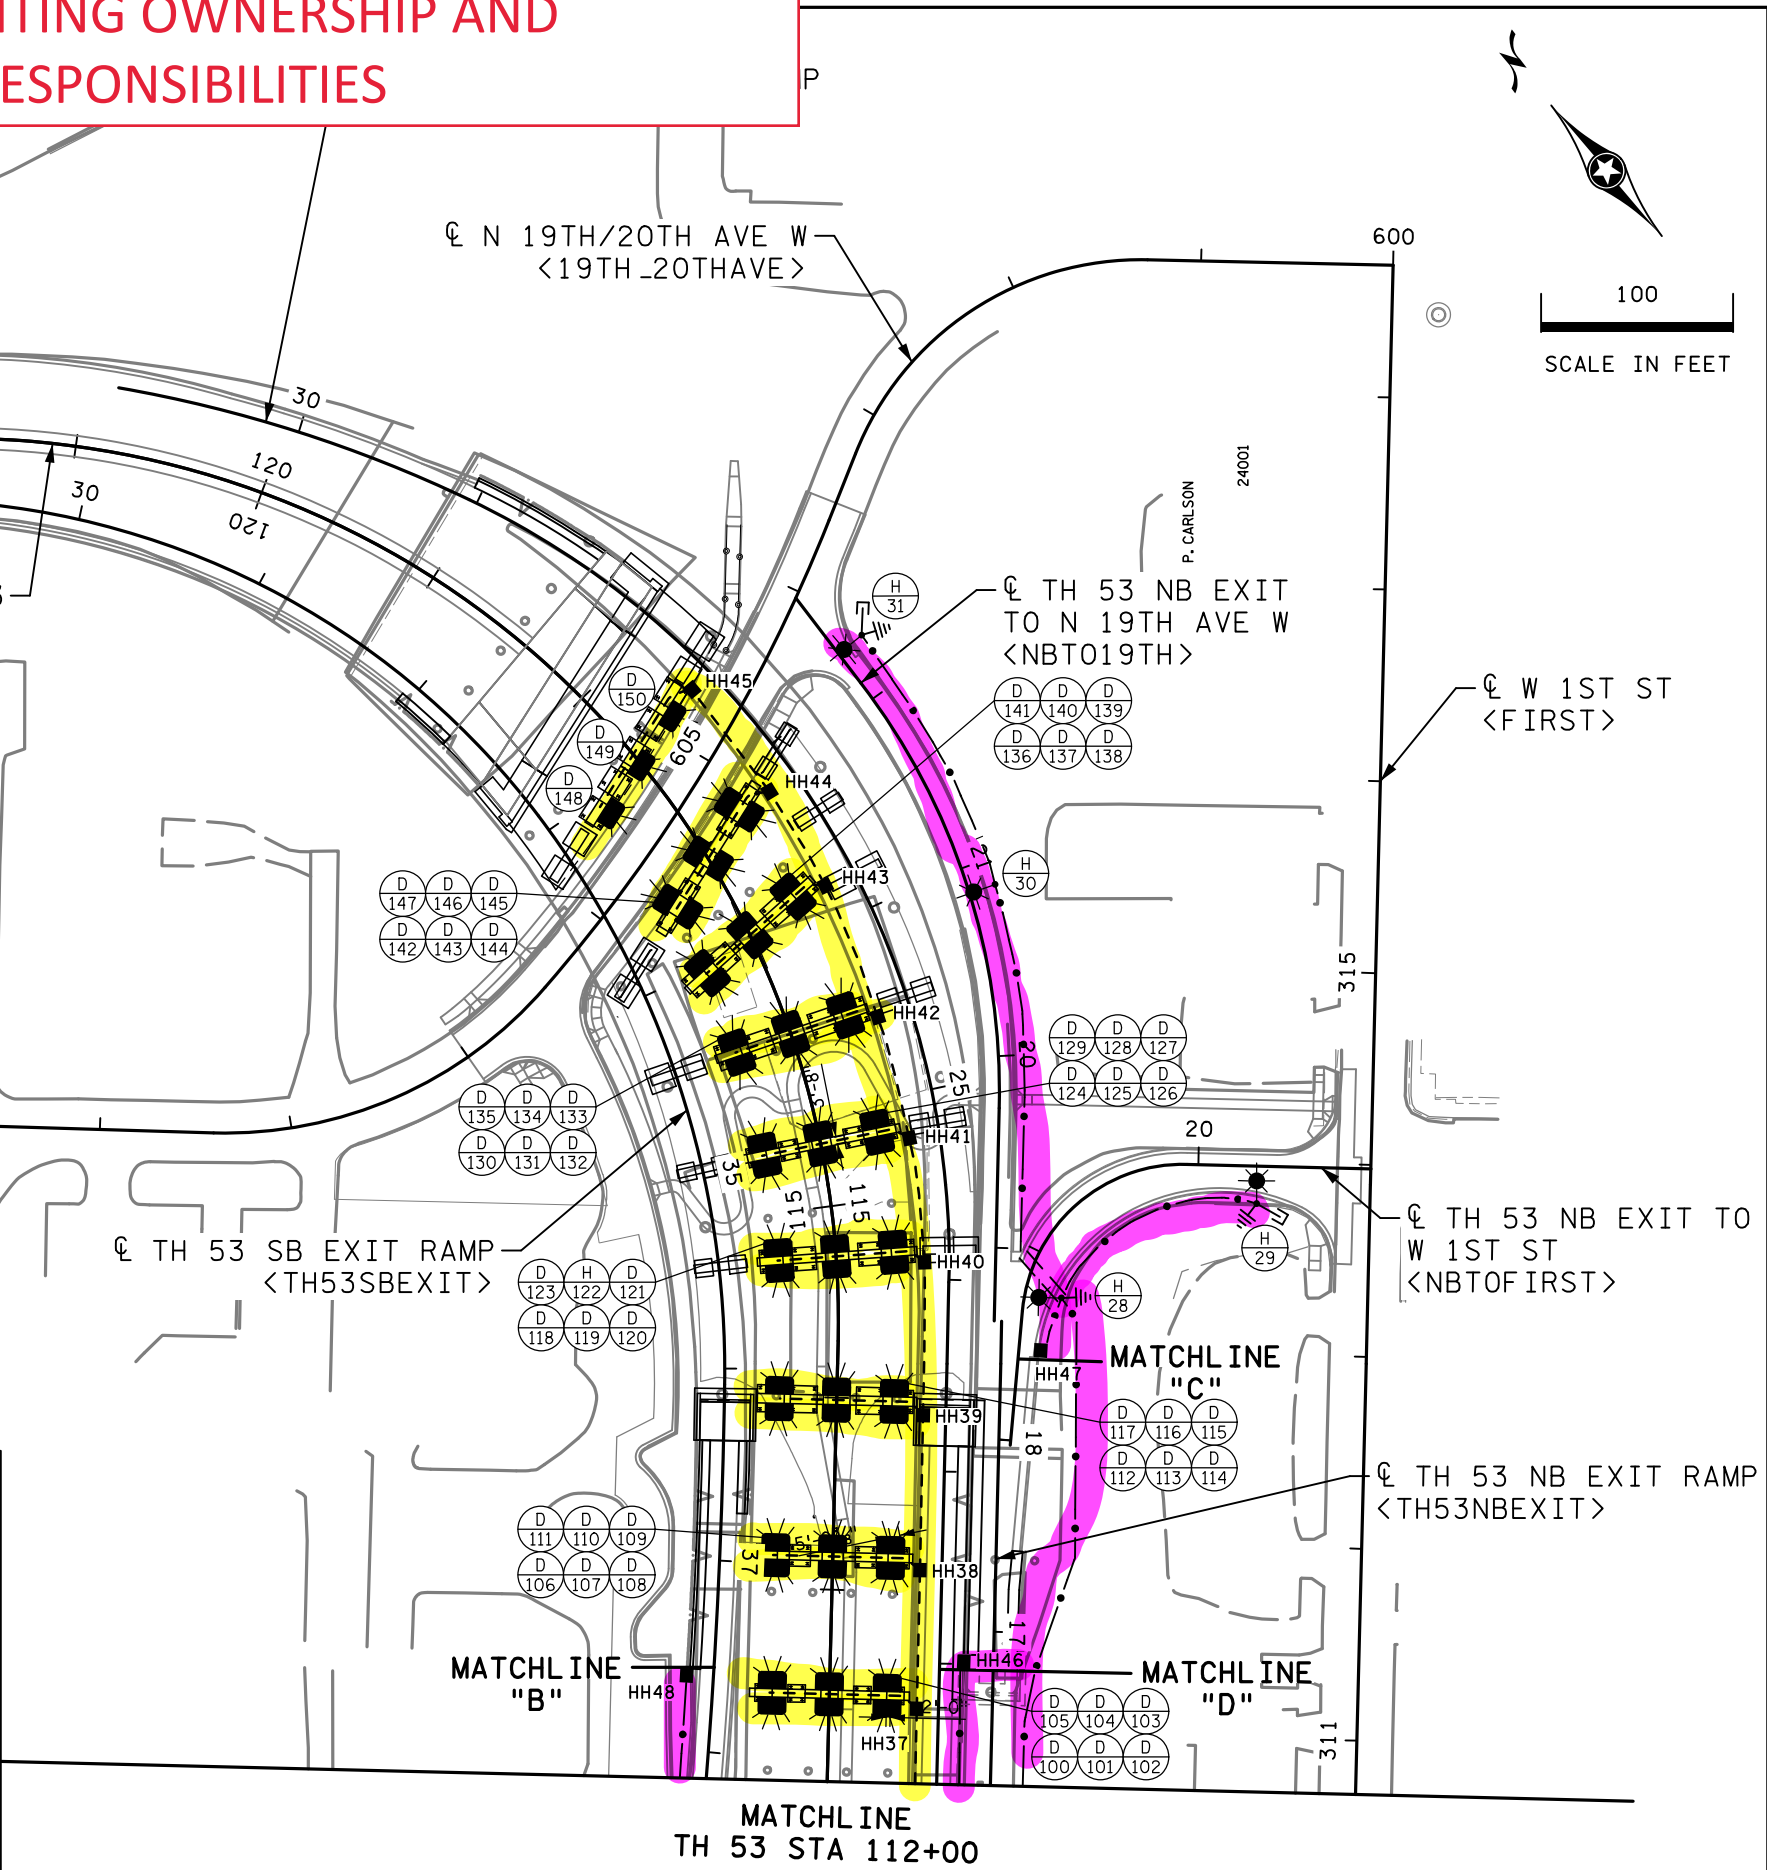 TING OWNERSHIP AND
ESPONSIBILITIES
P
℄ N 19TH/20TH AVE W
<19TH_20THAVE>
600
100
SCALE IN FEET
30
120
30
120
24001
P. CARLSON
H
31
℄ TH 53 NB EXIT
TO N 19TH AVE W
<NBTO19TH>
℄ W 1ST ST
<FIRST>
D
150
HH45
D D D
141 140 139
D D D
136 137 138
605
D
149
D
148
HH44
21
H
30
HH43
D D D
147 146 145
D D D
142 143 144
315
HH42
D D D
129 128 127
D D D
124 125 126
20
25
D D D
135 134 133
D D D
130 131 132
HH41
20
35
115
115
℄ TH 53 SB EXIT RAMP
<TH53SBEXIT>
℄ TH 53 NB EXIT TO
W 1ST ST
<NBTOFIRST>
H
29
HH40
D H D
123 122 121
D D D
118 119 120
H
28
MATCHLINE
"C"
HH47
HH39
D D D
117 116 115
D D D
112 113 114
18
℄ TH 53 NB EXIT RAMP
<TH53NBEXIT>
D D D
111 110 109
D D D
106 107 108
37
HH38
17
HH46
MATCHLINE
"B"
HH48
MATCHLINE
"D"
D D D
105 104 103
D D D
100 101 102
HH37
311
MATCHLINE
TH 53 STA 112+00